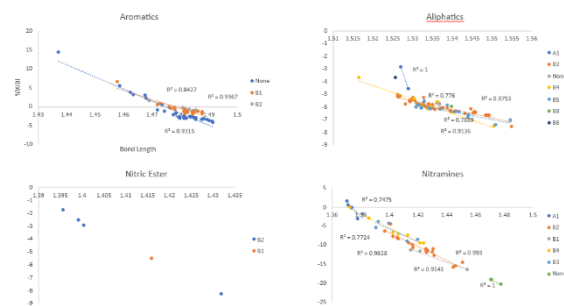 Aromatics
20
15
10
5
0
-5
-10
%WBI
1.43 1.44 1.45 1.46 1.47 1.48 1.49 1.5
Bond Length
R² = 0.8427
R² = 0.9967
R² = 0.9315
None
B1
B2
Aliphatics
1.51 1.515 1.52 1.525 1.53 1.535 1.54 1.545 1.55 1.555
0
-1
-2
-3
-4
-5
-6
-7
-8
-9
R² = 1
R² = 0.776
R² = 0.9136
A1
B2
None
B4
B5
B3
B6
Nitric Ester
1.39 1.395 1.4 1.405 1.41 1.415 1.42 1.425 1.43 1.435
0
-1
-2
-3
-4
-5
-6
-7
-8
-9
B2
B1
Nitramines
1.36 1.38 1.4 1.42 1.44 1.46 1.48 1.5
5
0
-5
-10
-15
-20
-25
R² = 0.7475
R² = 0.7724
R² = 0.9828
R² = 0.9141
R² = 0.993
R² = 1
A1
B2
B1
B4
B3
None